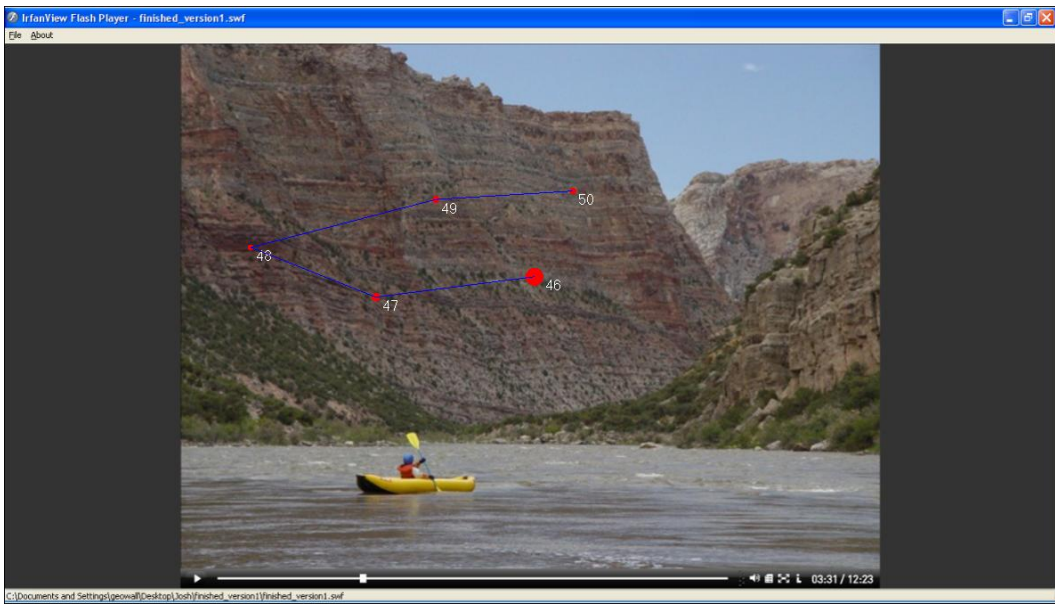 IrfanView Flash Player - finished_version1.swf
File About
50
49
48
46
47
03:31 / 12:23
C:\Documents and Settings\geowall\Desktop\Josh\finished_version1\finished_version1.swf